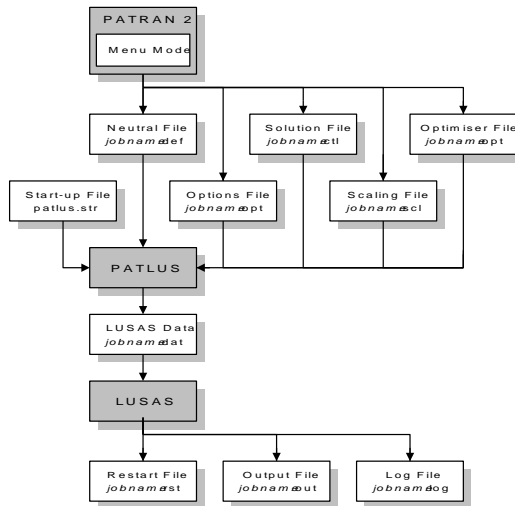 PATRAN 2
Menu Mode
Neutral File
jobname.def
Solution File
jobname.ctl
Optimiser File
jobname.opt
Start-up File
patlus.str
Options File
jobname.opt
Scaling File
jobname.scl
PATLUS
LUSAS Data
jobname.dat
LUSAS
Restart File
jobname.rst
Output File
jobname.out
Log File
jobname.log